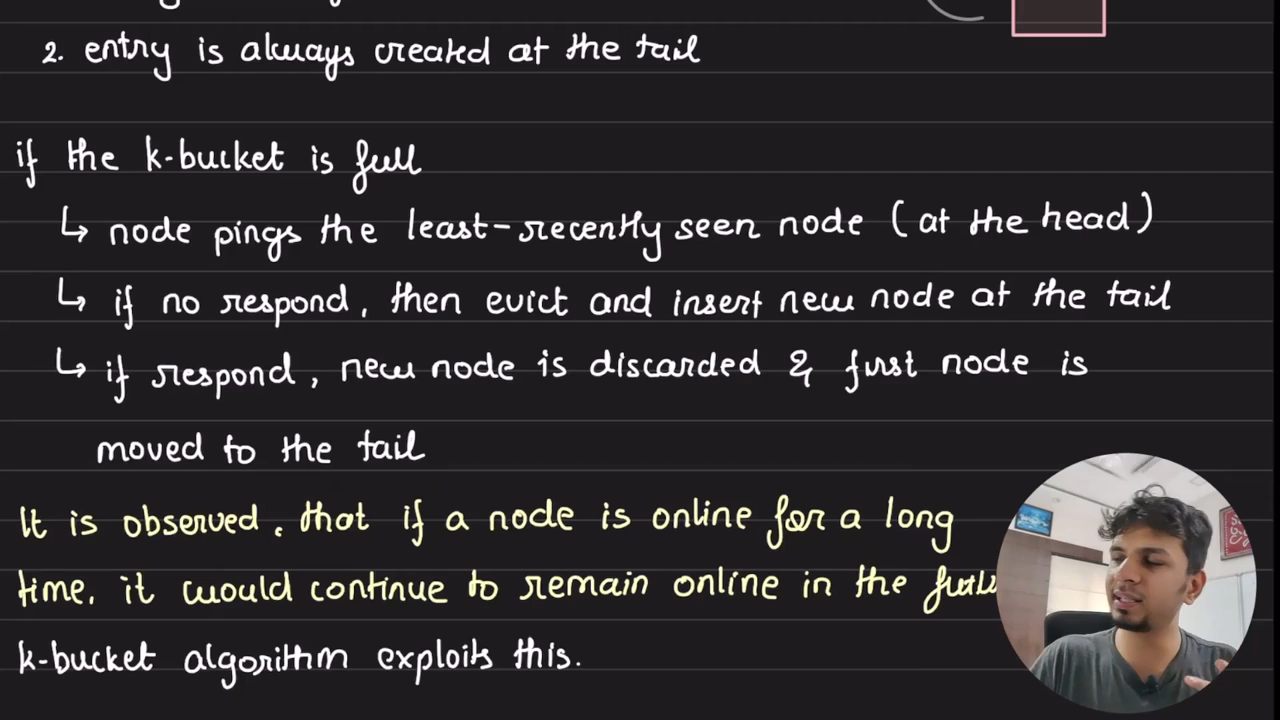 2. entry is always created at the tail
if the k-bucket is full
↳ node pings the least-recently seen node (at the head)
↳ if no respond, then evict and insert new node at the tail
↳ if respond, new node is discarded & first node is
moved to the tail
It is observed, that if a node is online for a long
time, it would continue to remain online in the
k-bucket algorithm exploits this.